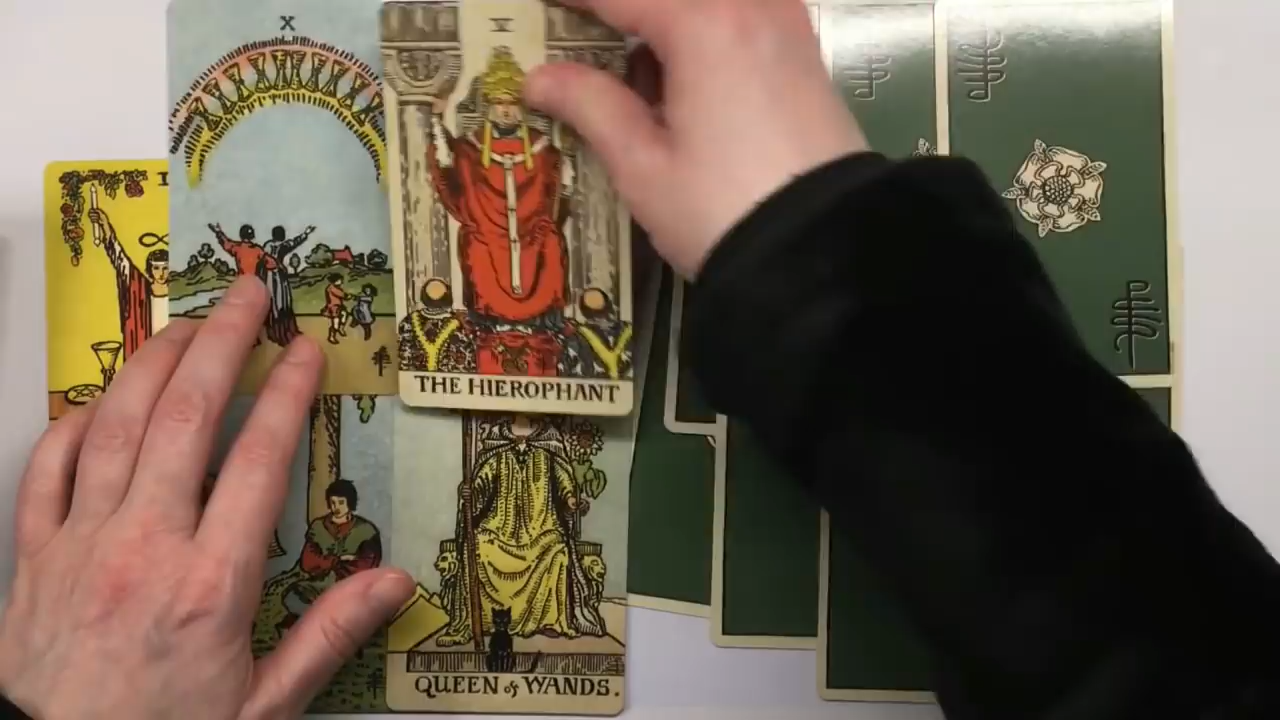 X
V
I
THE HIEROPHANT
QUEEN of WANDS.